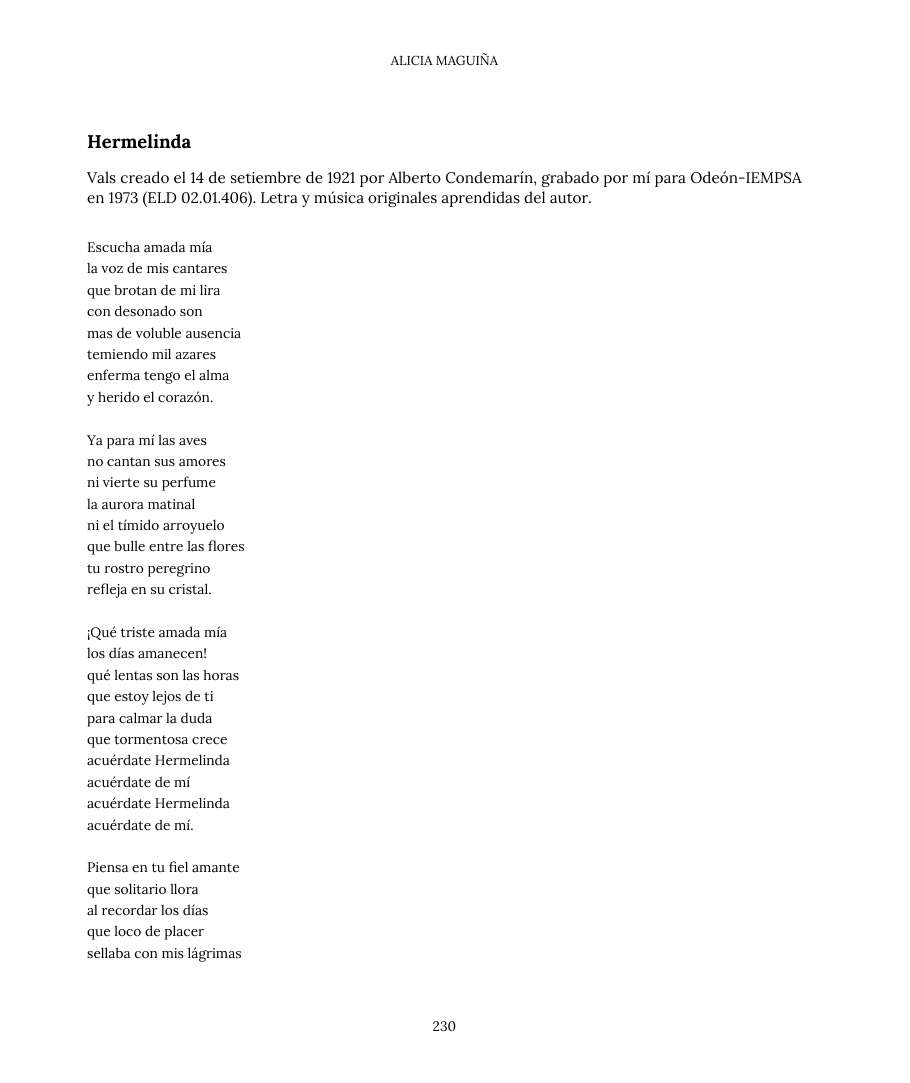 ALICIA MAGUIÑA
Hermelinda
Vals creado el 14 de setiembre de 1921 por Alberto Condemarín, grabado por mí para Odeón-IEMPSA
en 1973 (ELD 02.01.406). Letra y música originales aprendidas del autor.
Escucha amada mía
la voz de mis cantares
que brotan de mi lira
con desonado son
mas de voluble ausencia
temiendo mil azares
enferma tengo el alma
y herido el corazón.
Ya para mí las aves
no cantan sus amores
ni vierte su perfume
la aurora matinal
ni el tímido arroyuelo
que bulle entre las flores
tu rostro peregrino
refleja en su cristal.
¡Qué triste amada mía
los días amanecen!
qué lentas son las horas
que estoy lejos de ti
para calmar la duda
que tormentosa crece
acuérdate Hermelinda
acuérdate de mí
acuérdate Hermelinda
acuérdate de mí.
Piensa en tu fiel amante
que solitario llora
al recordar los días
que loco de placer
sellaba con mis lágrimas
230